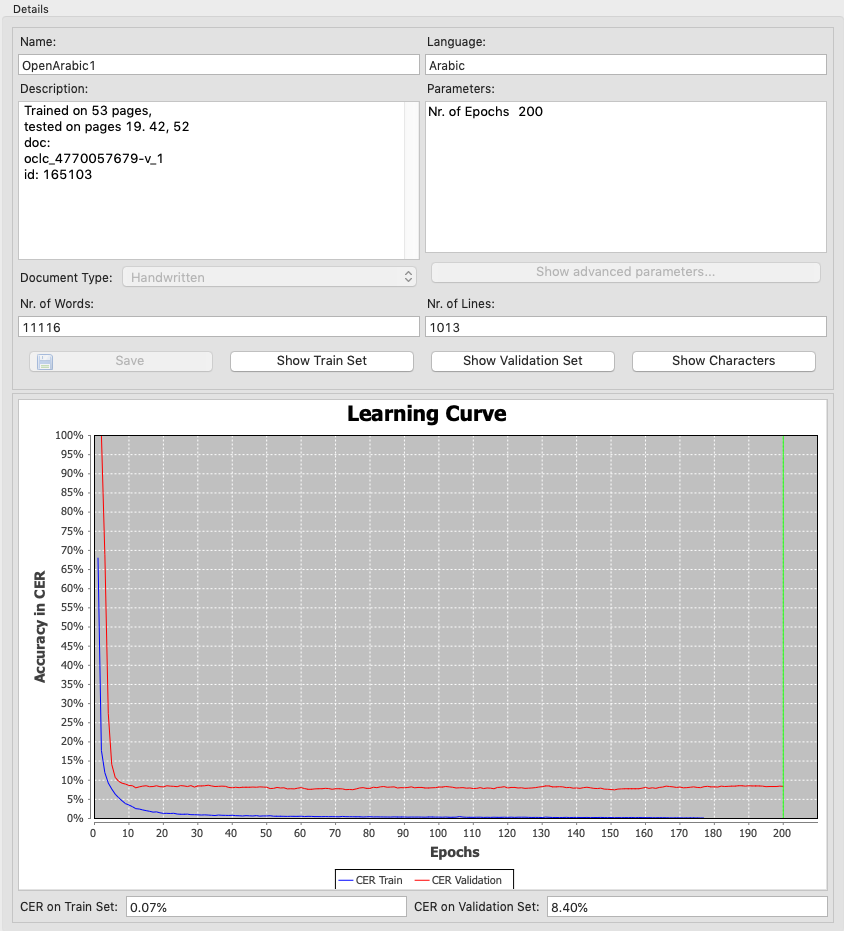 Details
Name:
OpenArabic1
Language:
Arabic
Description:
Trained on 53 pages,
tested on pages 19. 42, 52
doc:
oclc_4770057679-v_1
id: 165103
Parameters:
Nr. of Epochs 200
Document Type:
Handwritten
Show advanced parameters...
Nr. of Words:
11116
Nr. of Lines:
1013
Save
Show Train Set
Show Validation Set
Show Characters
Learning Curve
Accuracy in CER
100%
95%
90%
85%
80%
75%
70%
65%
60%
55%
50%
45%
40%
35%
30%
25%
20%
15%
10%
5%
0%
0 10 20 30 40 50 60 70 80 90 100 110 120 130 140 150 160 170 180 190 200
Epochs
CER Train CER Validation
CER on Train Set: 0.07%
CER on Validation Set: 8.40%